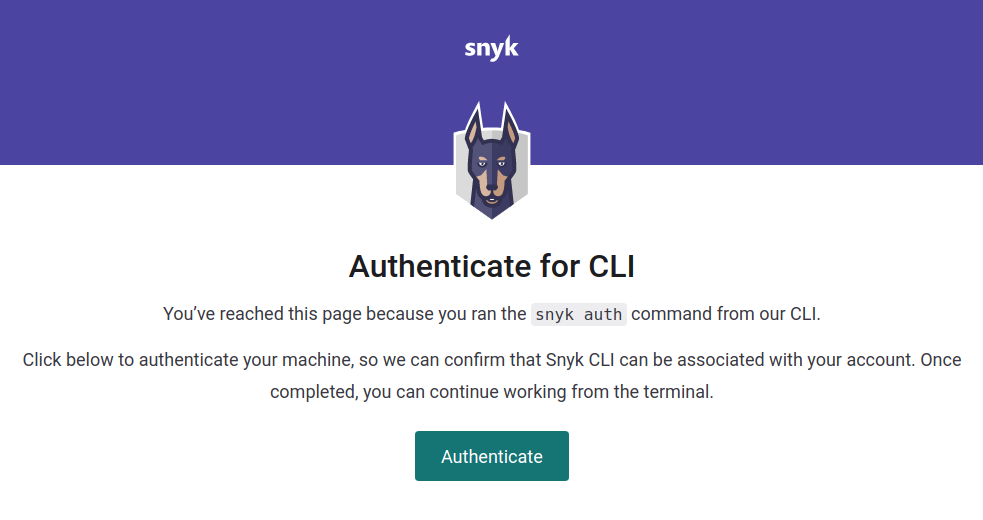 snyk
Authenticate for CLI
You’ve reached this page because you ran the snyk auth command from our CLI.
Click below to authenticate your machine, so we can confirm that Snyk CLI can be associated with your account. Once
completed, you can continue working from the terminal.
Authenticate